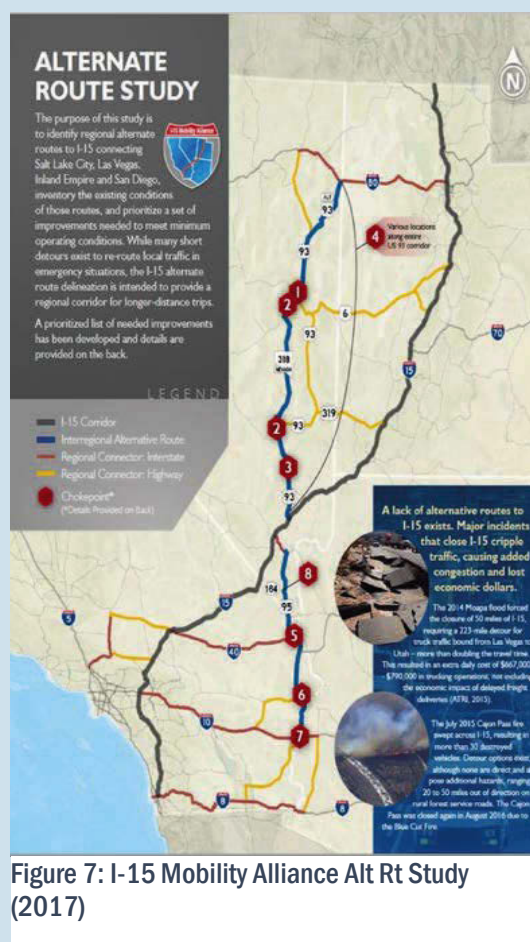 ALTERNATE
ROUTE STUDY
The purpose of this study is
to identify regional alternate
routes to I-15 connecting
Salt Lake City, Las Vegas,
Inland Empire and San Diego,
inventory the existing conditions
of those routes, and prioritize a set of
improvements needed to meet minimum
operating conditions. While many short
detours exist to re-route local traffic in
emergency situations, the I-15 alternate
route delineation is intended to provide a
regional corridor for longer-distance trips.
A prioritized list of needed improvements
has been developed and details are
provided on the back.
I-15 Mobility Alliance
LEGEND
I-15 Corridor
Interregional Alternative Route
Regional Connector: Interstate
Regional Connector: Highway
Chokepoint*
(*Details Provided on Back)
N
80
93
4
Various locations
along entire
US 93 corridor
93
1
2
6
93
70
318
15
2
93
319
3
93
8
164
95
15
5
5
40
6
10
7
8
8
A lack of alternative routes to
I-15 exists. Major incidents
that close I-15 cripple
traffic, causing added
congestion and lost
economic dollars.
The 2014 Moapa flood forced
the closure of 50 miles of I-15,
requiring a 223-mile detour for
truck traffic bound from Las Vegas to
Utah – more than doubling the travel time.
This resulted in an extra daily cost of $667,000-
$790,000 in trucking operations, not excluding
the economic impact of delayed freight
deliveries (ATRI, 2015).
The July 2015 Cajon Pass fire
swept across I-15, resulting in
more than 30 destroyed
vehicles. Detour options exist,
although none are direct and all
pose additional hazards, ranging
20 to 50 miles out of direction on
rural forest service roads. The Cajon
Pass was closed again in August 2016 due to
the Blue Cut Fire.
Figure 7: I-15 Mobility Alliance Alt Rt Study
(2017)